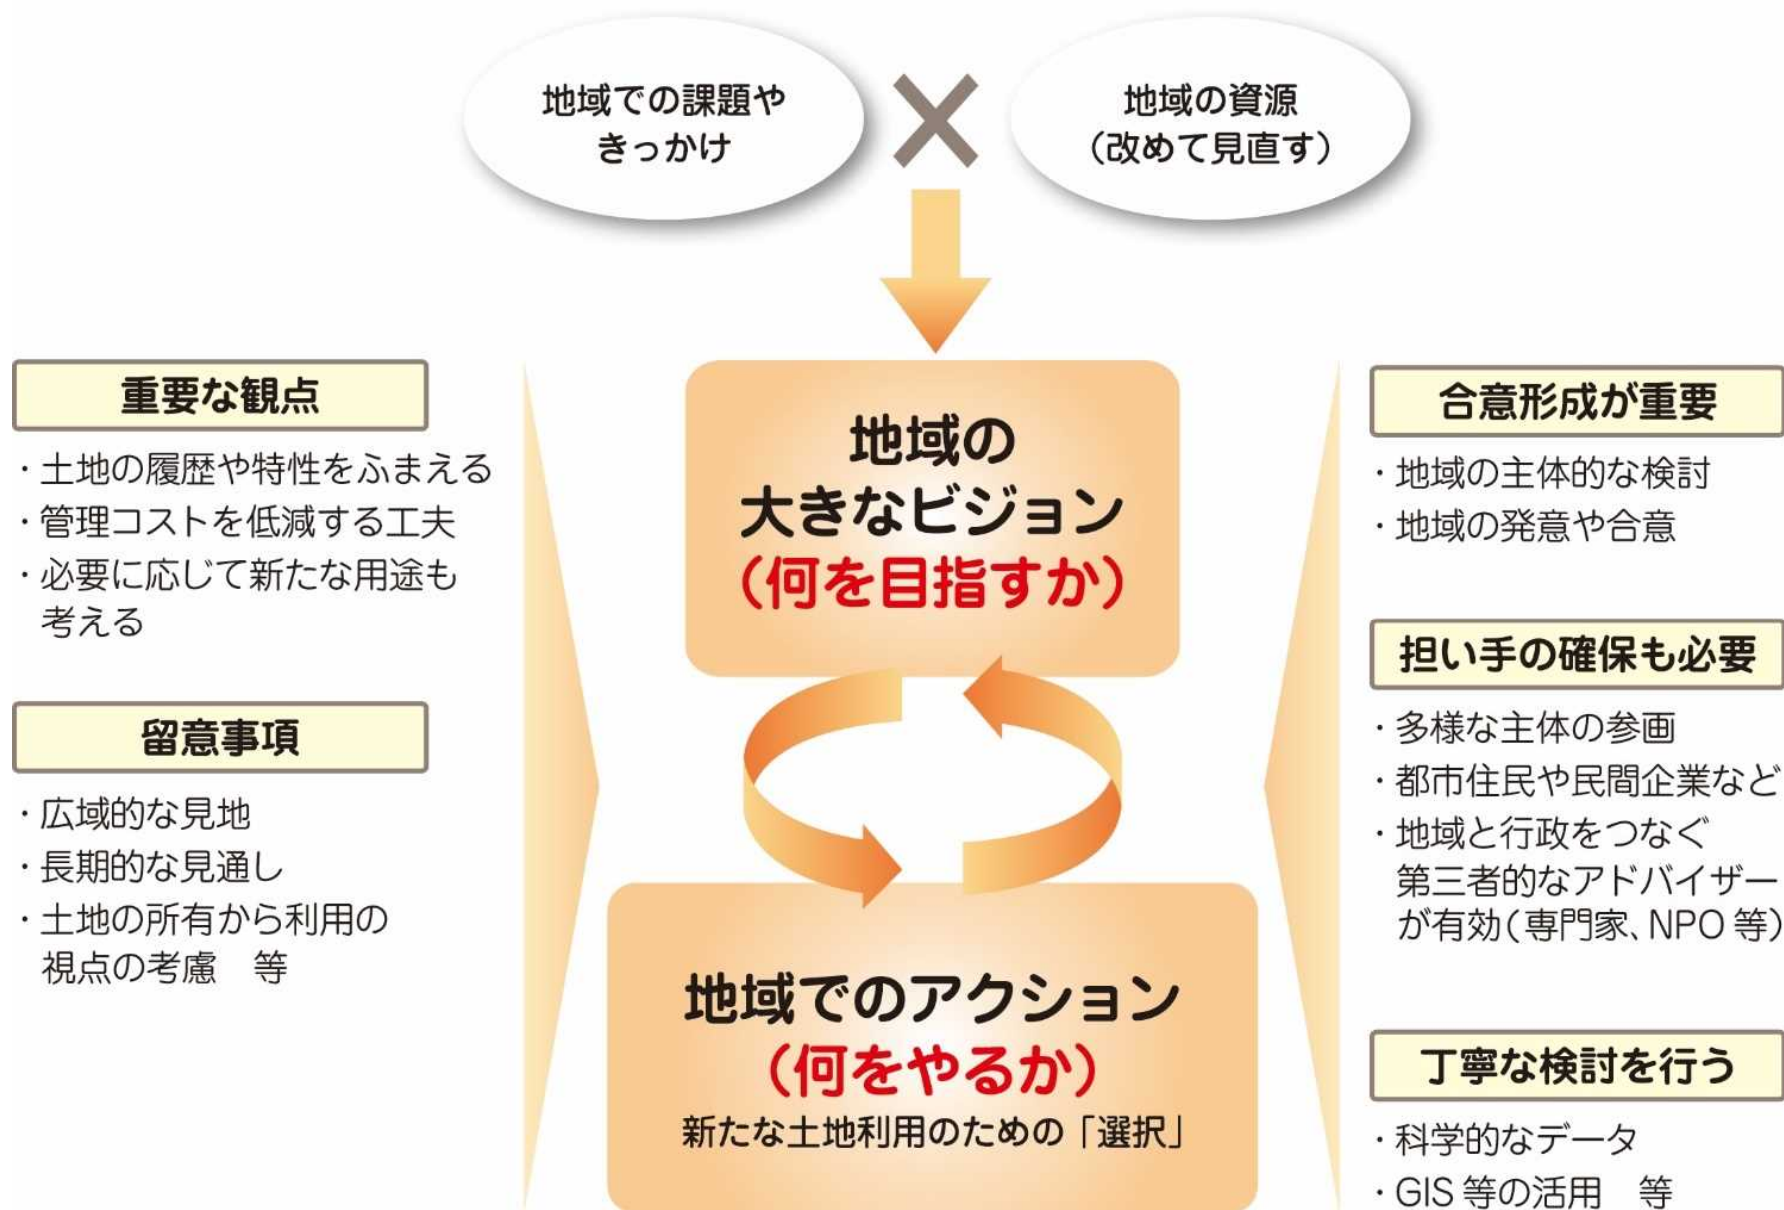 地域での課題や
きっかけ
×
地域の資源
（改めて見直す）
重要な観点
・土地の履歴や特性をふまえる
・管理コストを低減する工夫
・必要に応じて新たな用途も
考える
留意事項
・広域的な見地
・長期的な見通し
・土地の所有から利用の
視点の考慮　等
地域の
大きなビジョン
（何を目指すか）
地域でのアクション
（何をやるか）
新たな土地利用のための「選択」
合意形成が重要
・地域の主体的な検討
・地域の発意や合意
担い手の確保も必要
・多様な主体の参画
・都市住民や民間企業など
・地域と行政をつなぐ
第三者的なアドバイザー
が有効（専門家、NPO 等）
丁寧な検討を行う
・科学的なデータ
・GIS 等の活用　等